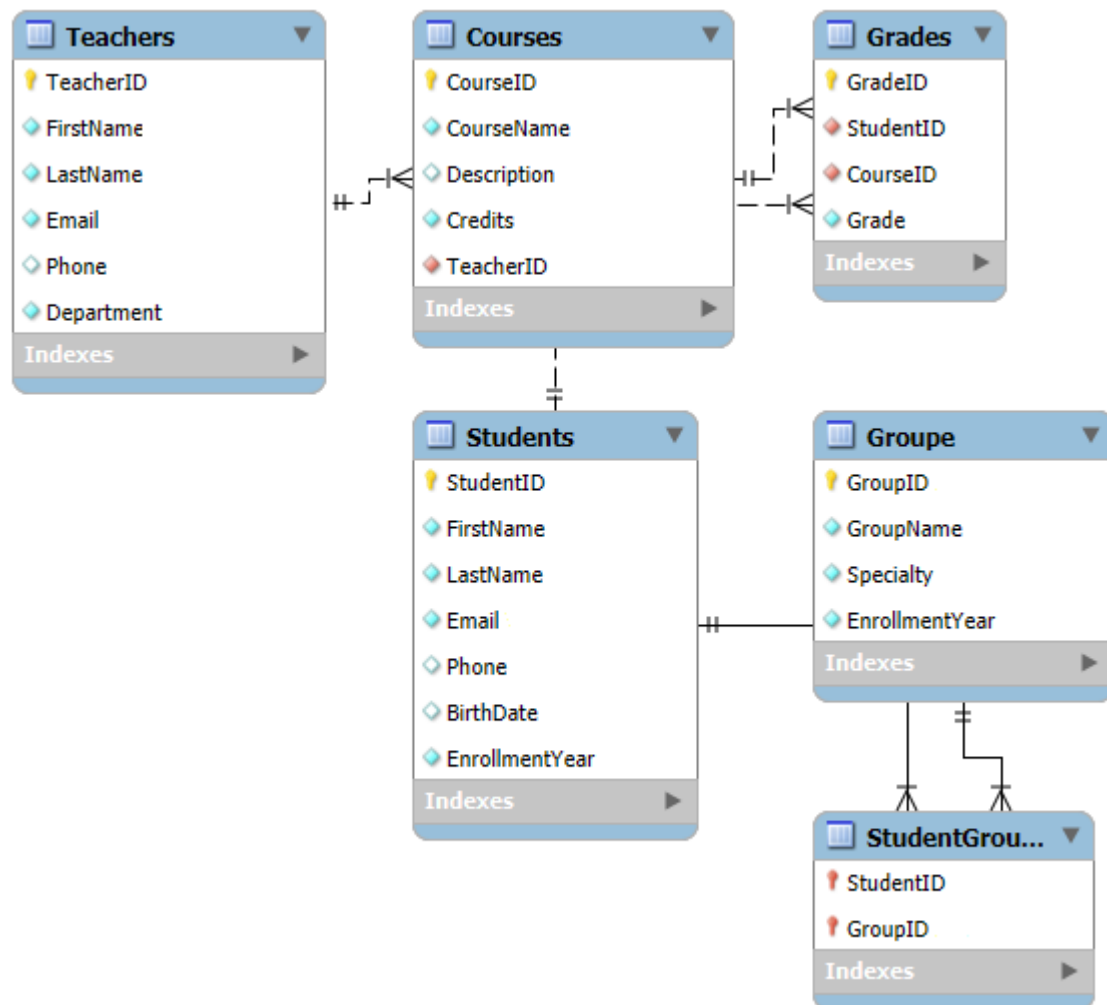 Teachers
TeacherID
FirstName
LastName
Email
Phone
Department
Indexes
Courses
CourseID
CourseName
Description
Credits
TeacherID
Indexes
Grades
GradeID
StudentID
CourseID
Grade
Indexes
Students
StudentID
FirstName
LastName
Email
Phone
BirthDate
EnrollmentYear
Indexes
Groupe
GroupID
GroupName
Specialty
EnrollmentYear
Indexes
StudentGrou...
StudentID
GroupID
Indexes